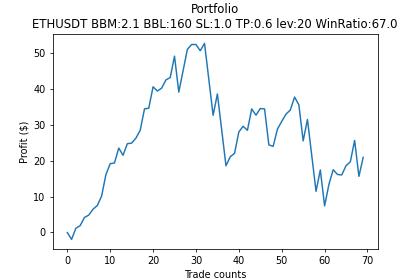 Portfolio
ETHUSDT BBM:2.1 BBL:160 SL:1.0 TP:0.6 lev:20 WinRatio:67.0
50
40
30
20
10
0
Profit ($)
0 10 20 30 40 50 60 70
Trade counts